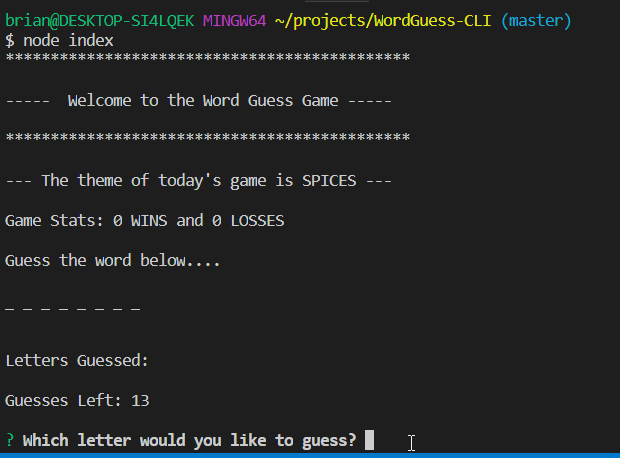 brian@DESKTOP-SI4LQEK MINGW64 ~/projects/WordGuess-CLI (master)
$ node index
*********************************************
-----  Welcome to the Word Guess Game -----
*********************************************
--- The theme of today's game is SPICES ---
Game Stats: 0 WINS and 0 LOSSES
Guess the word below....
_ _ _ _ _ _ _ _
Letters Guessed:
Guesses Left: 13
? Which letter would you like to guess?